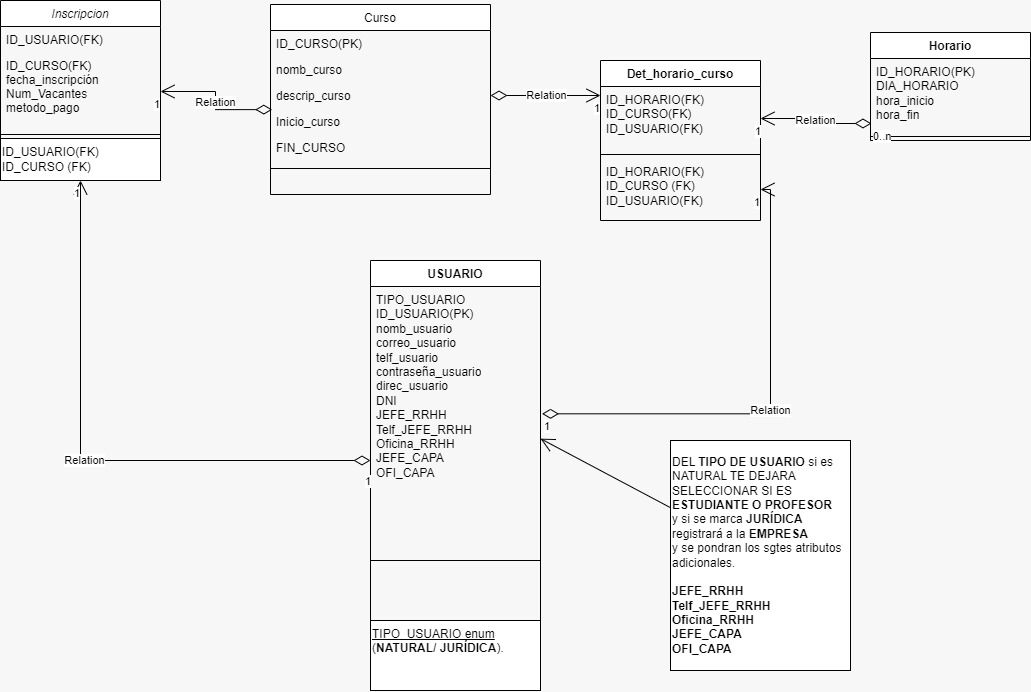 Inscripcion
ID_USUARIO(FK)
ID_CURSO(FK)
fecha_inscripción
Num_Vacantes
metodo_pago
ID_USUARIO(FK)
ID_CURSO (FK)
1
1
Relation
Curso
ID_CURSO(PK)
nomb_curso
descrip_curso
Inicio_curso
FIN_CURSO
Relation
1
Det_horario_curso
ID_HORARIO(FK)
ID_CURSO(FK)
ID_USUARIO(FK)
ID_HORARIO(FK)
ID_CURSO (FK)
ID_USUARIO(FK)
1
1
Relation
Horario
ID_HORARIO(PK)
DIA_HORARIO
hora_inicio
hora_fin
0..n
USUARIO
TIPO_USUARIO
ID_USUARIO(PK)
nomb_usuario
correo_usuario
telf_usuario
contraseña_usuario
direc_usuario
DNI
JEFE_RRHH
Telf_JEFE_RRHH
Oficina_RRHH
JEFE_CAPA
OFI_CAPA
TIPO_USUARIO enum
(NATURAL/ JURÍDICA).
Relation
1
1
Relation
DEL TIPO DE USUARIO si es
NATURAL TE DEJARA
SELECCIONAR SI ES
ESTUDIANTE O PROFESOR
y si se marca JURÍDICA
registrará a la EMPRESA
y se pondran los sgtes atributos
adicionales.
JEFE_RRHH
Telf_JEFE_RRHH
Oficina_RRHH
JEFE_CAPA
OFI_CAPA